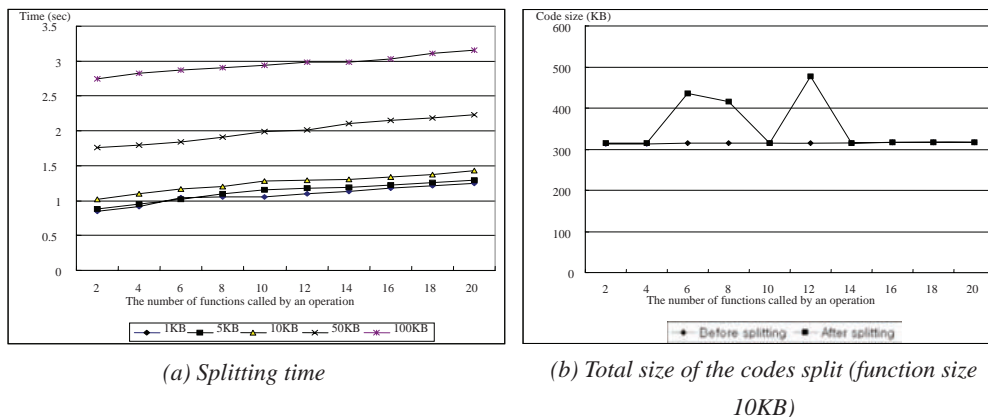 Time (sec)
3.5
3
2.5
2
1.5
1
0.5
0
2 4 6 8 10 12 14 16 18 20
The number of functions called by an operation
1KB 5KB 10KB 50KB 100KB
(a) Splitting time
Code size (KB)
600
500
400
300
200
100
0
2 4 6 8 10 12 14 16 18 20
The number of functions called by an operation
Before splitting After splitting
(b) Total size of the codes split (function size
10KB)